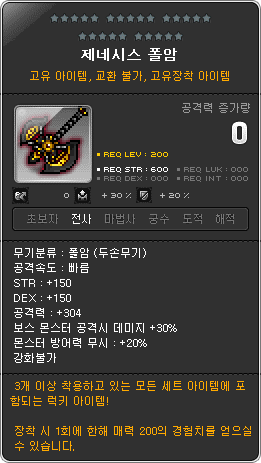 제네시스 폴암
고유 아이템, 교환 불가, 고유장착 아이템
공격력 증가량
0
REQ LEV : 200
REQ STR : 600 REQ LUK : 000
REQ DEX : 000 REQ INT : 000
0 + 30 % + 20 %
초보자 전사 마법사 궁수 도적 해적
무기분류 : 폴암 (두손무기)
공격속도 : 빠름
STR : +150
DEX : +150
공격력 : +304
보스 몬스터 공격시 데미지 +30%
몬스터 방어력 무시 : +20%
강화불가
3개 이상 착용하고 있는 모든 세트 아이템에 포
함되는 럭키 아이템!
장착 시 1회에 한해 매력 200의 경험치를 얻으실
수 있습니다.